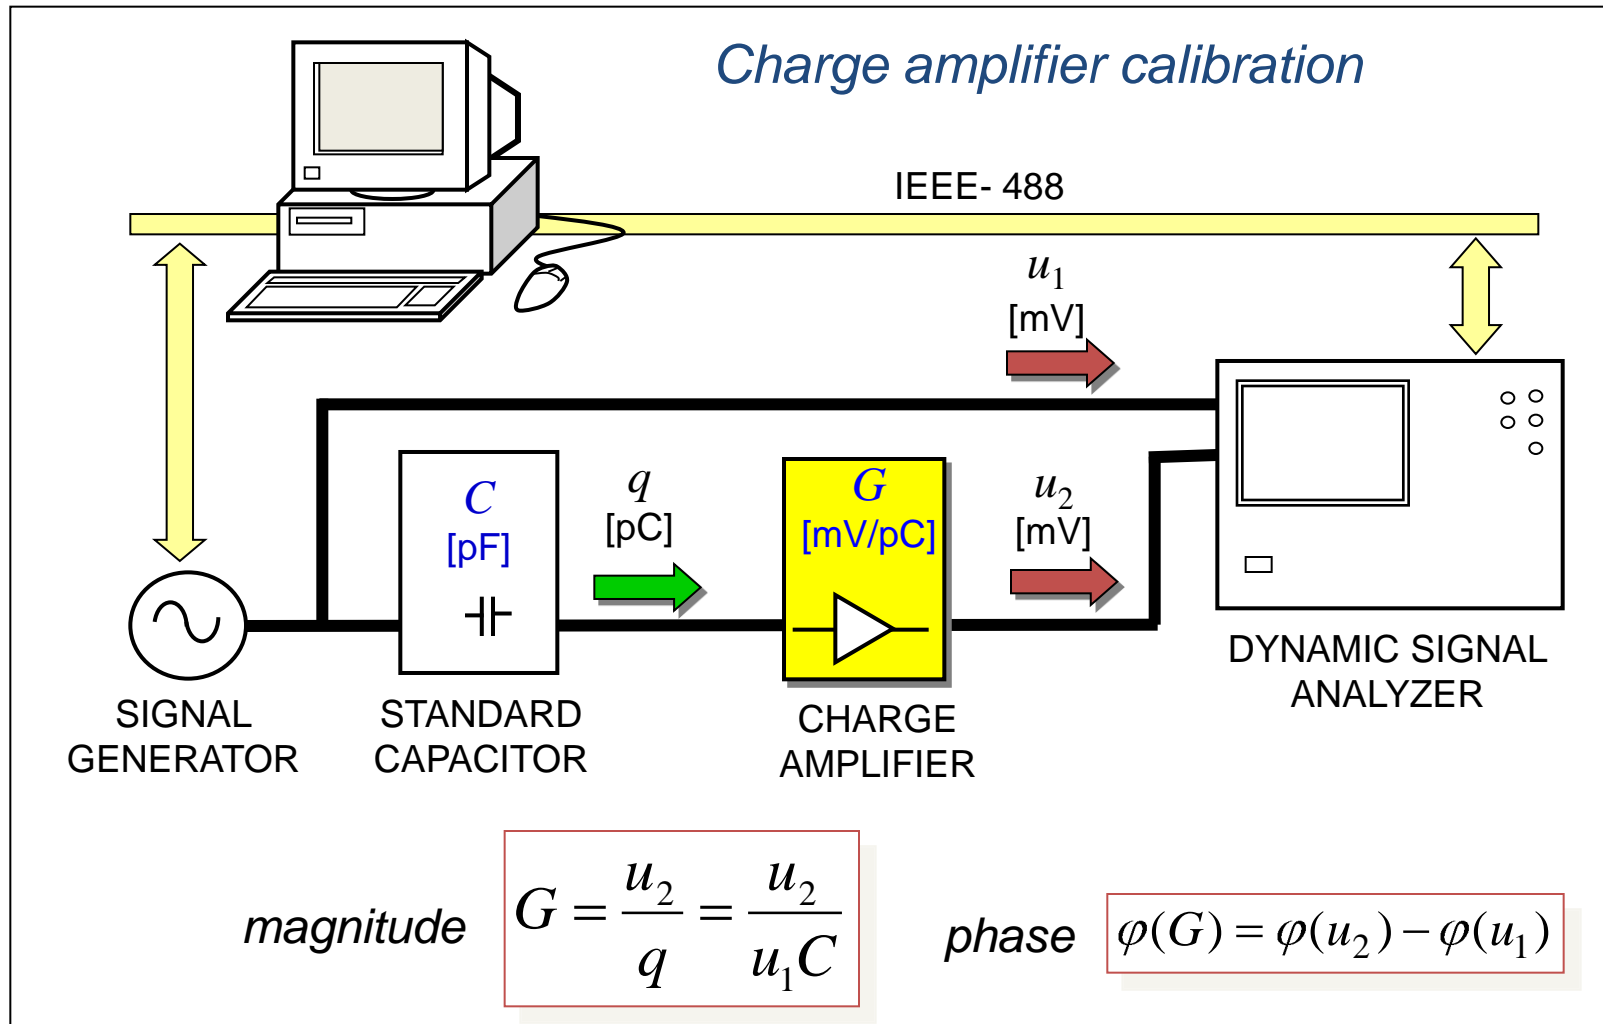 Charge amplifier calibration
IEEE- 488
u₁
[mV]
C
[pF]
q
[pC]
G
[mV/pC]
u₂
[mV]
SIGNAL
GENERATOR
STANDARD
CAPACITOR
CHARGE
AMPLIFIER
DYNAMIC SIGNAL
ANALYZER
magnitude G = u₂/q = u₂/(u₁C)
phase φ(G) = φ(u₂) − φ(u₁)